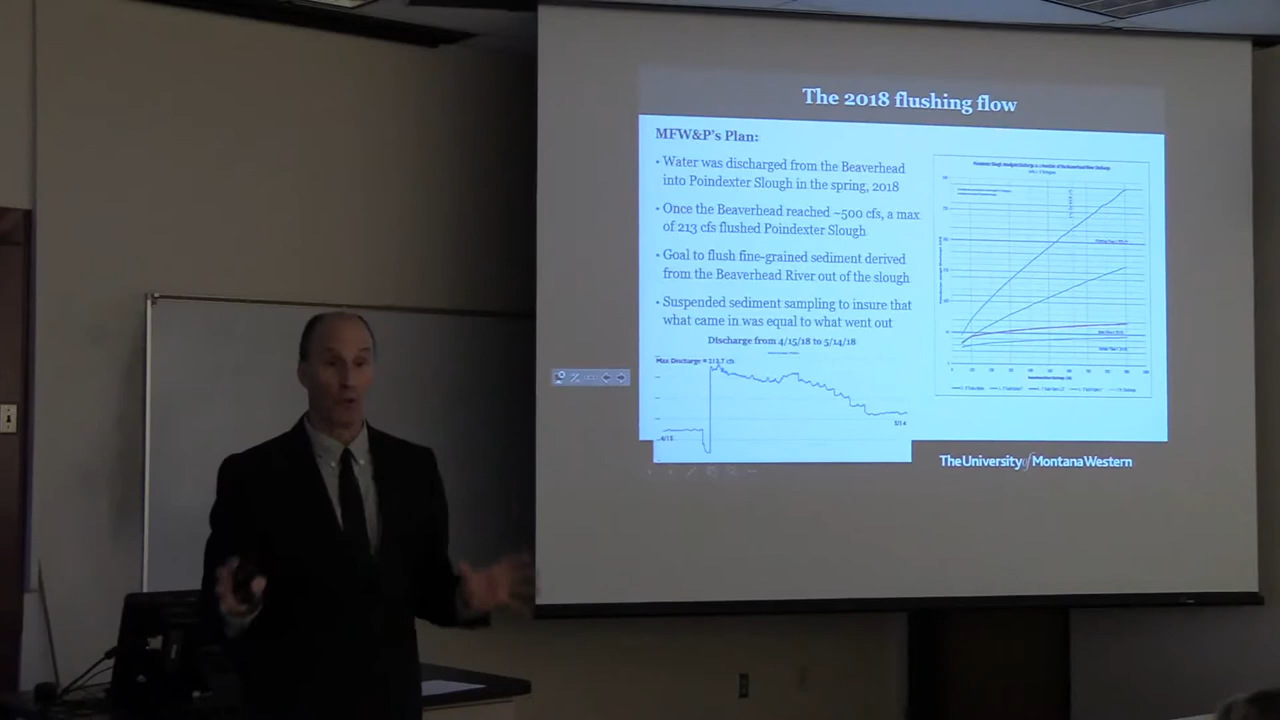 The 2018 flushing flow
MFW&P's Plan:
• Water was discharged from the Beaverhead
into Poindexter Slough in the spring, 2018
• Once the Beaverhead reached ~500 cfs, a max
of 213 cfs flushed Poindexter Slough
• Goal to flush fine-grained sediment derived
from the Beaverhead River out of the slough
• Suspended sediment sampling to insure that
what came in was equal to what went out
Discharge from 4/15/18 to 5/14/18
Max Discharge = 213.7 cfs
4/15
5/14
The University of Montana Western